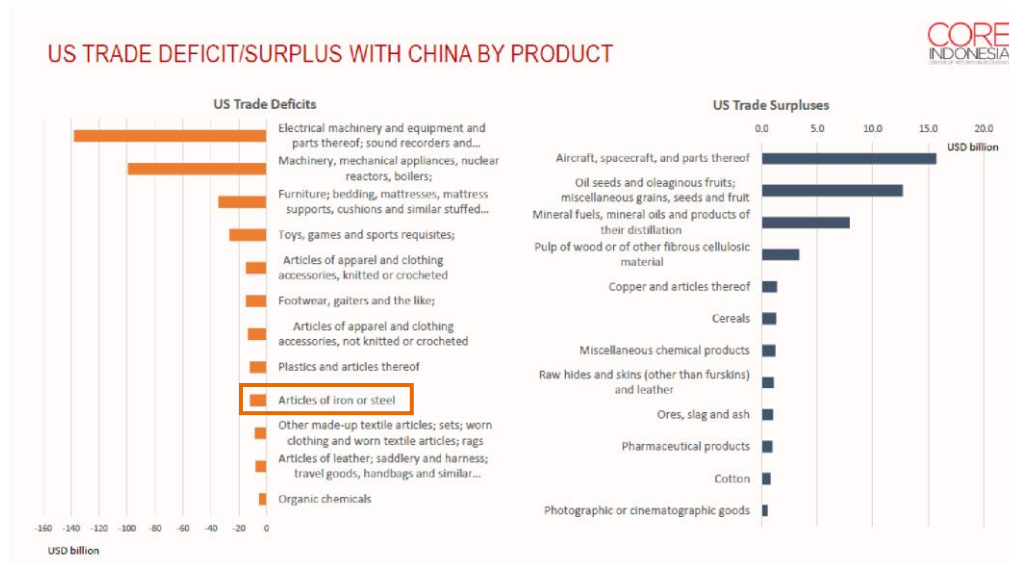 US TRADE DEFICIT/SURPLUS WITH CHINA BY PRODUCT
CORE
INDONESIA
US Trade Deficits
-160 -140 -120 -100 -80 -60 -40 -20 0
USD billion
Electrical machinery and equipment and
parts thereof; sound recorders and...
Machinery, mechanical appliances, nuclear
reactors, boilers;
Furniture; bedding, mattresses, mattress
supports, cushions and similar stuffed...
Toys, games and sports requisites;
Articles of apparel and clothing
accessories, knitted or crocheted
Footwear, gaiters and the like;
Articles of apparel and clothing
accessories, not knitted or crocheted
Plastics and articles thereof
Articles of iron or steel
Other made-up textile articles; sets; worn
clothing and worn textile articles; rags
Articles of leather; saddlery and harness;
travel goods, handbags and similar...
Organic chemicals
US Trade Surpluses
0.0 5.0 10.0 15.0 20.0
USD billion
Aircraft, spacecraft, and parts thereof
Oil seeds and oleaginous fruits;
miscellaneous grains, seeds and fruit
Mineral fuels, mineral oils and products of
their distillation
Pulp of wood or of other fibrous cellulosic
material
Copper and articles thereof
Cereals
Miscellaneous chemical products
Raw hides and skins (other than furskins)
and leather
Ores, slag and ash
Pharmaceutical products
Cotton
Photographic or cinematographic goods